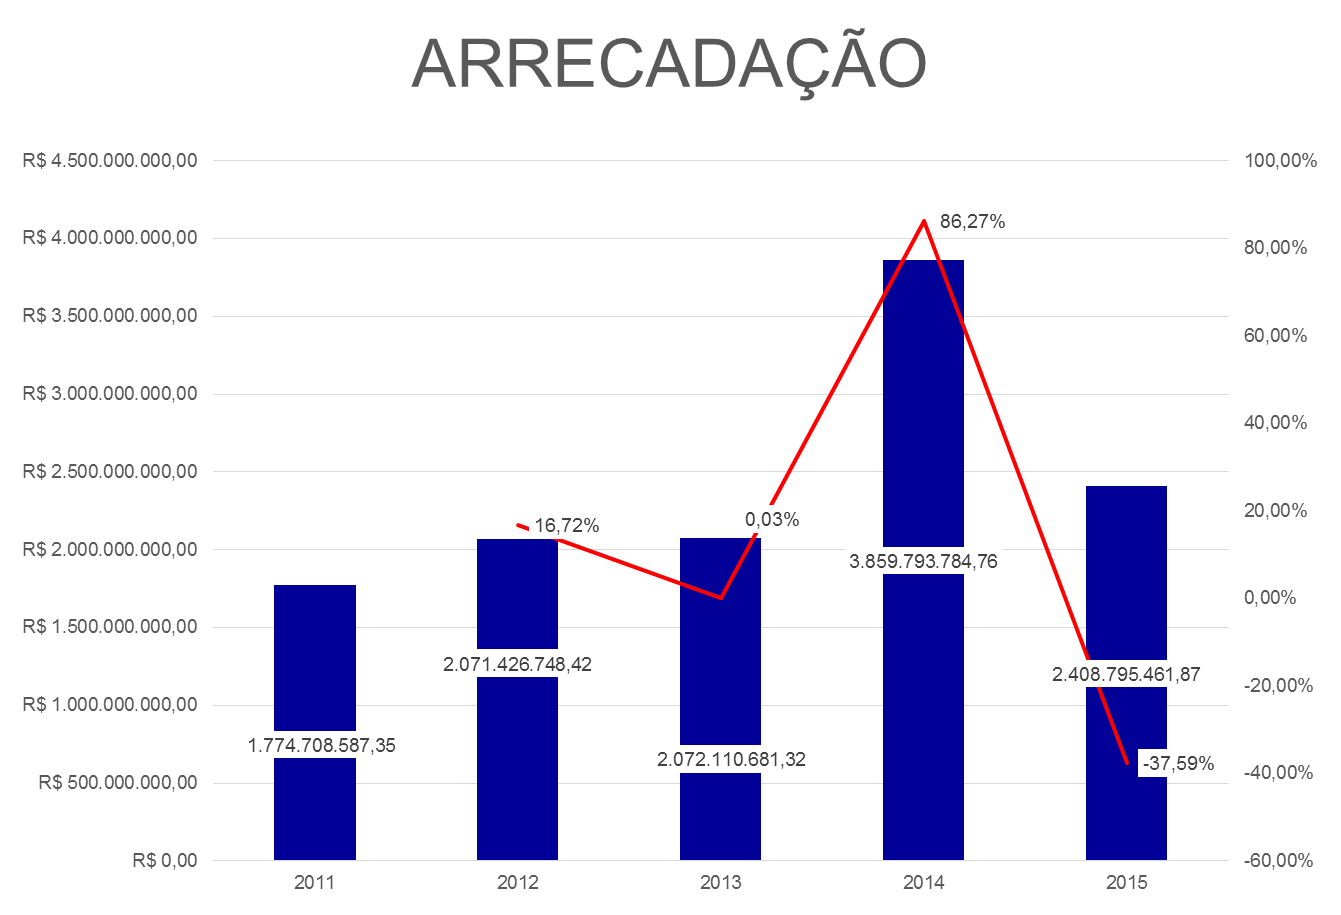 ARRECADAÇÃO
R$ 4.500.000.000,00
R$ 4.000.000.000,00
R$ 3.500.000.000,00
R$ 3.000.000.000,00
R$ 2.500.000.000,00
R$ 2.000.000.000,00
R$ 1.500.000.000,00
R$ 1.000.000.000,00
R$ 500.000.000,00
R$ 0,00
100,00%
80,00%
60,00%
40,00%
20,00%
0,00%
-20,00%
-40,00%
-60,00%
1.774.708.587,35
2.071.426.748,42
2.072.110.681,32
3.859.793.784,76
2.408.795.461,87
16,72%
0,03%
86,27%
-37,59%
2011
2012
2013
2014
2015